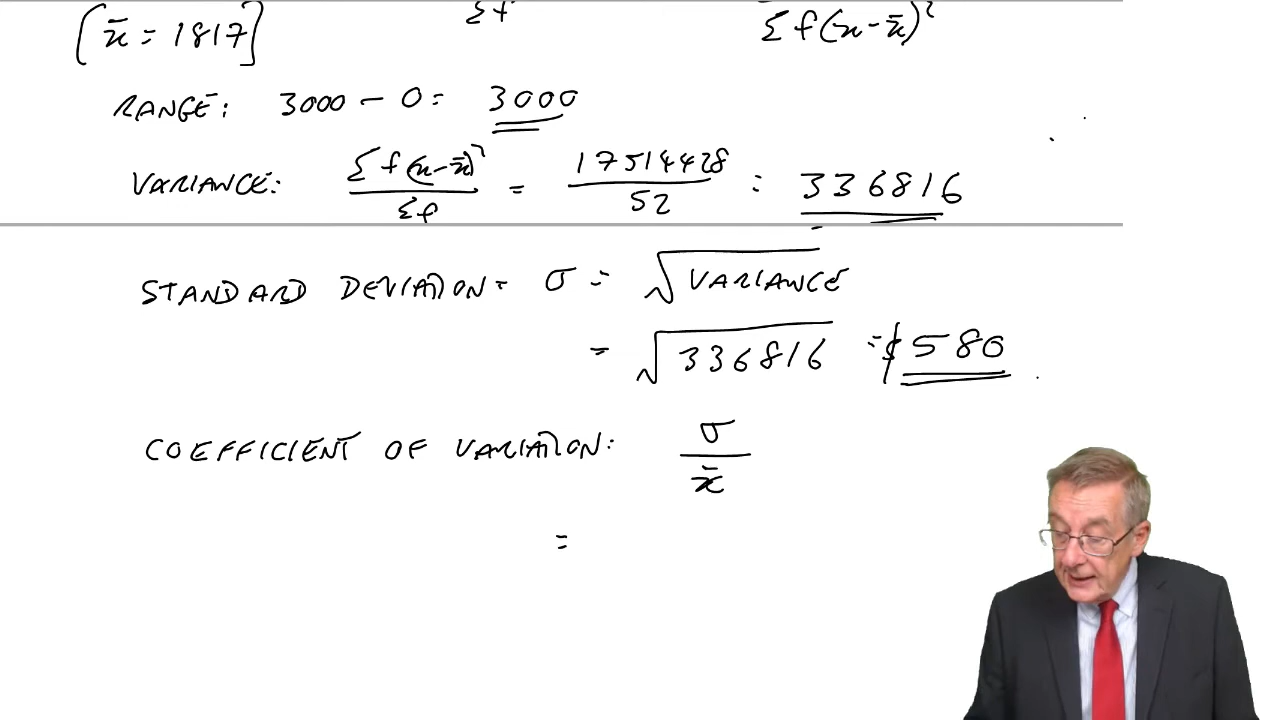 [x̄ = 1817]
Σf
Σf(x-x̄)²
RANGE: 3000 - 0 = 3000
VARIANCE: Σf(x-x̄)² / Σf = 17514428 / 52 = 336816
STANDARD DEVIATION = σ = √VARIANCE
= √336816 = $580
COEFFICIENT OF VARIATION: σ / x̄
=